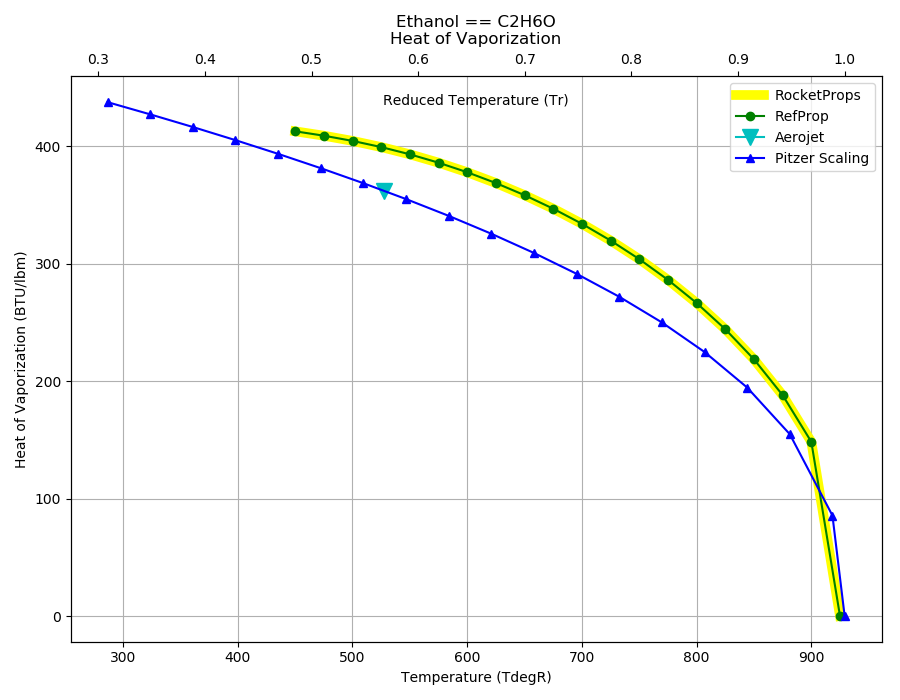 Ethanol == C2H6O
Heat of Vaporization
0.3 0.4 0.5 0.6 0.7 0.8 0.9 1.0
Reduced Temperature (Tr)
RocketProps
RefProp
Aerojet
Pitzer Scaling
Heat of Vaporization (BTU/lbm)
400
300
200
100
0
300 400 500 600 700 800 900
Temperature (TdegR)